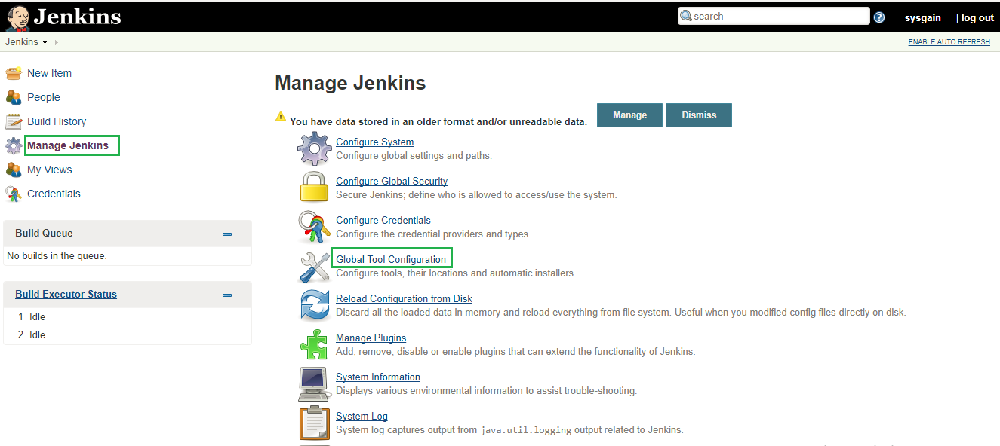 Jenkins
search
sysgain | log out
Jenkins
ENABLE AUTO REFRESH
New Item
People
Build History
Manage Jenkins
My Views
Credentials
Build Queue
No builds in the queue.
Build Executor Status
1 Idle
2 Idle
Manage Jenkins
You have data stored in an older format and/or unreadable data.
Manage
Dismiss
Configure System
Configure global settings and paths.
Configure Global Security
Secure Jenkins; define who is allowed to access/use the system.
Configure Credentials
Configure the credential providers and types
Global Tool Configuration
Configure tools, their locations and automatic installers.
Reload Configuration from Disk
Discard all the loaded data in memory and reload everything from file system. Useful when you modified config files directly on disk.
Manage Plugins
Add, remove, disable or enable plugins that can extend the functionality of Jenkins.
System Information
Displays various environmental information to assist trouble-shooting.
System Log
System log captures output from java.util.logging output related to Jenkins.